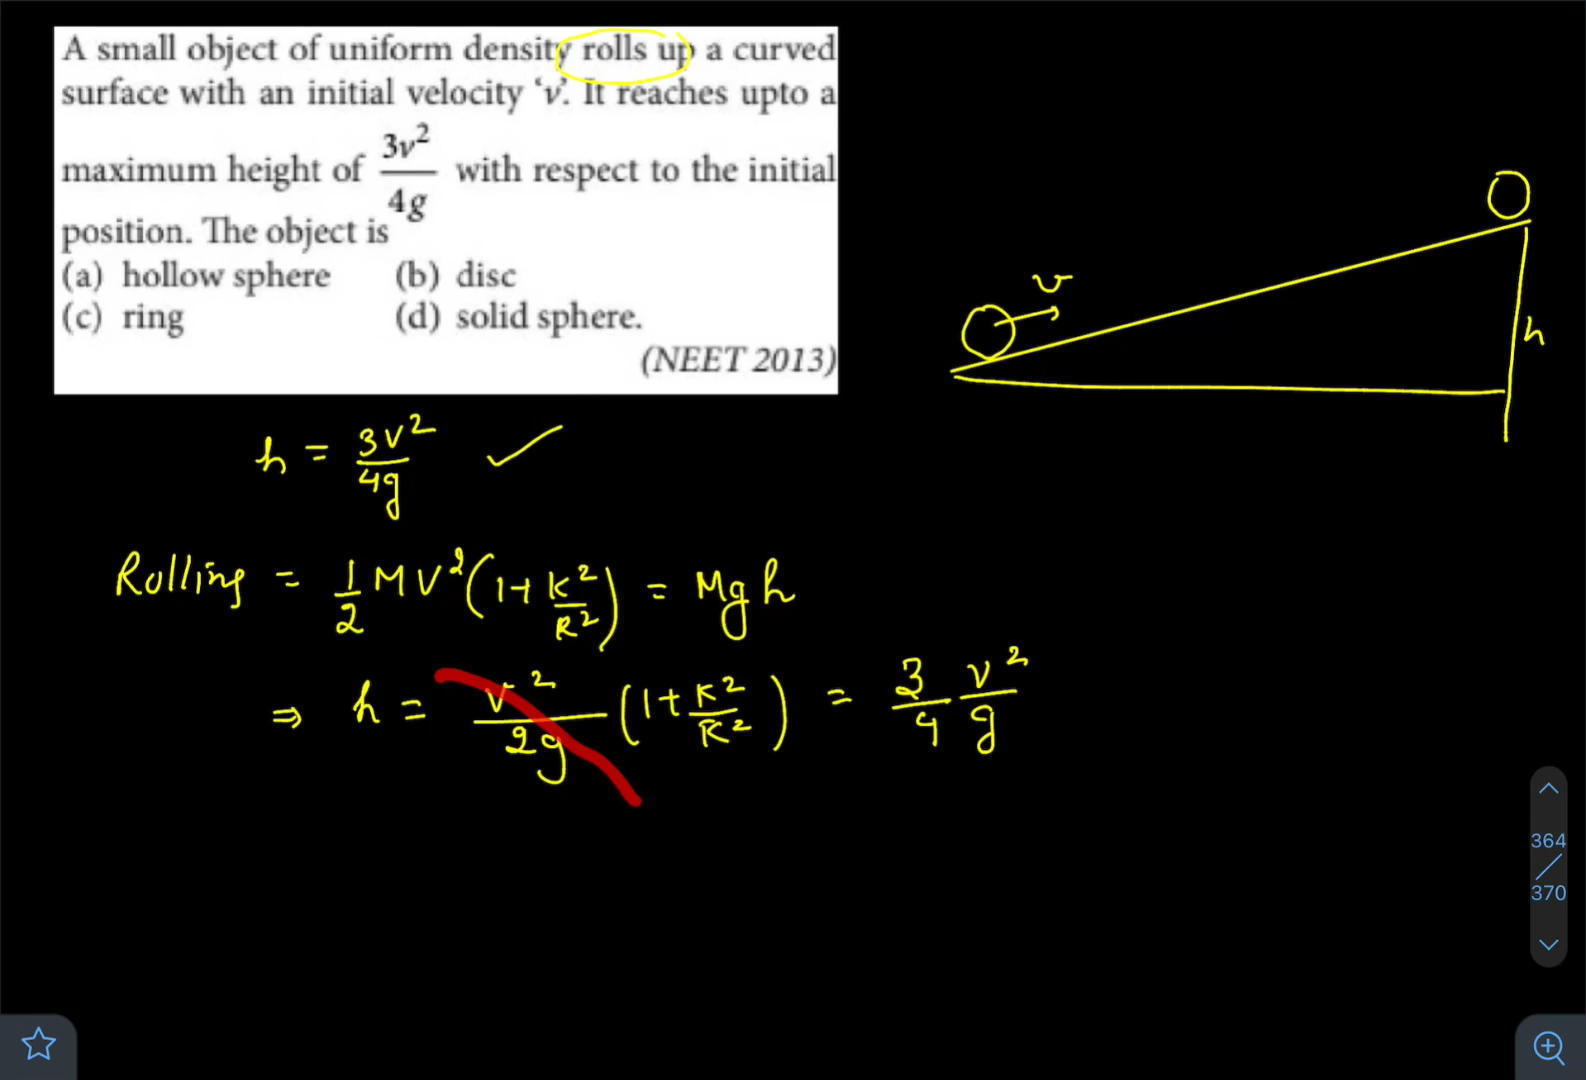 A small object of uniform density rolls up a curved
surface with an initial velocity ‘v’. It reaches upto a
maximum height of 3v²/4g with respect to the initial
position. The object is
(a) hollow sphere (b) disc
(c) ring (d) solid sphere.
(NEET 2013)
v
h
h = 3v²/4g ✓
Rolling = 1/2 MV² (1+ K²/R²) = Mgh
⇒ h = v²/2g (1+ K²/R²) = 3/4 v²/g
364
370